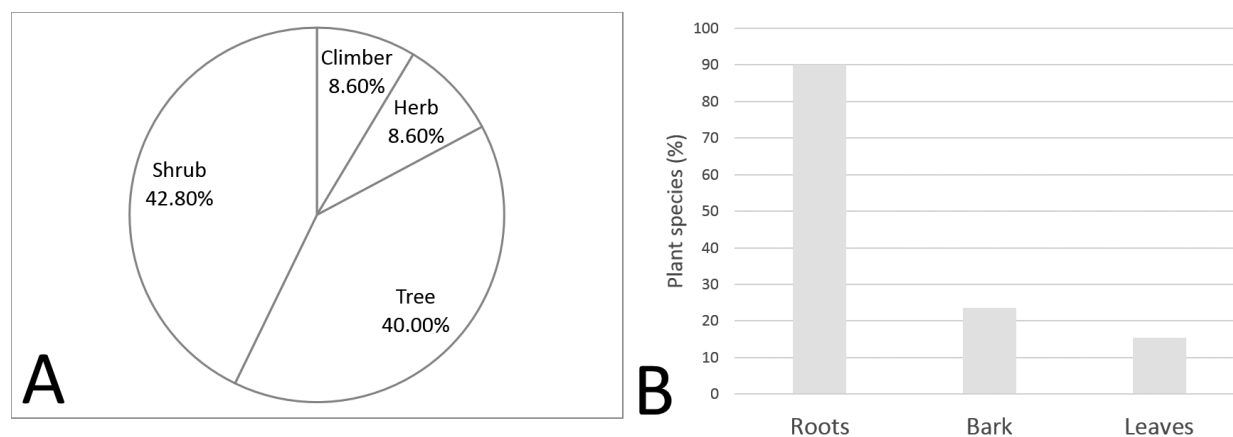 Climber
8.60%
Herb
8.60%
Shrub
42.80%
Tree
40.00%
A
100
90
80
70
60
50
40
30
20
10
0
Plant species (%)
Roots
Bark
Leaves
B